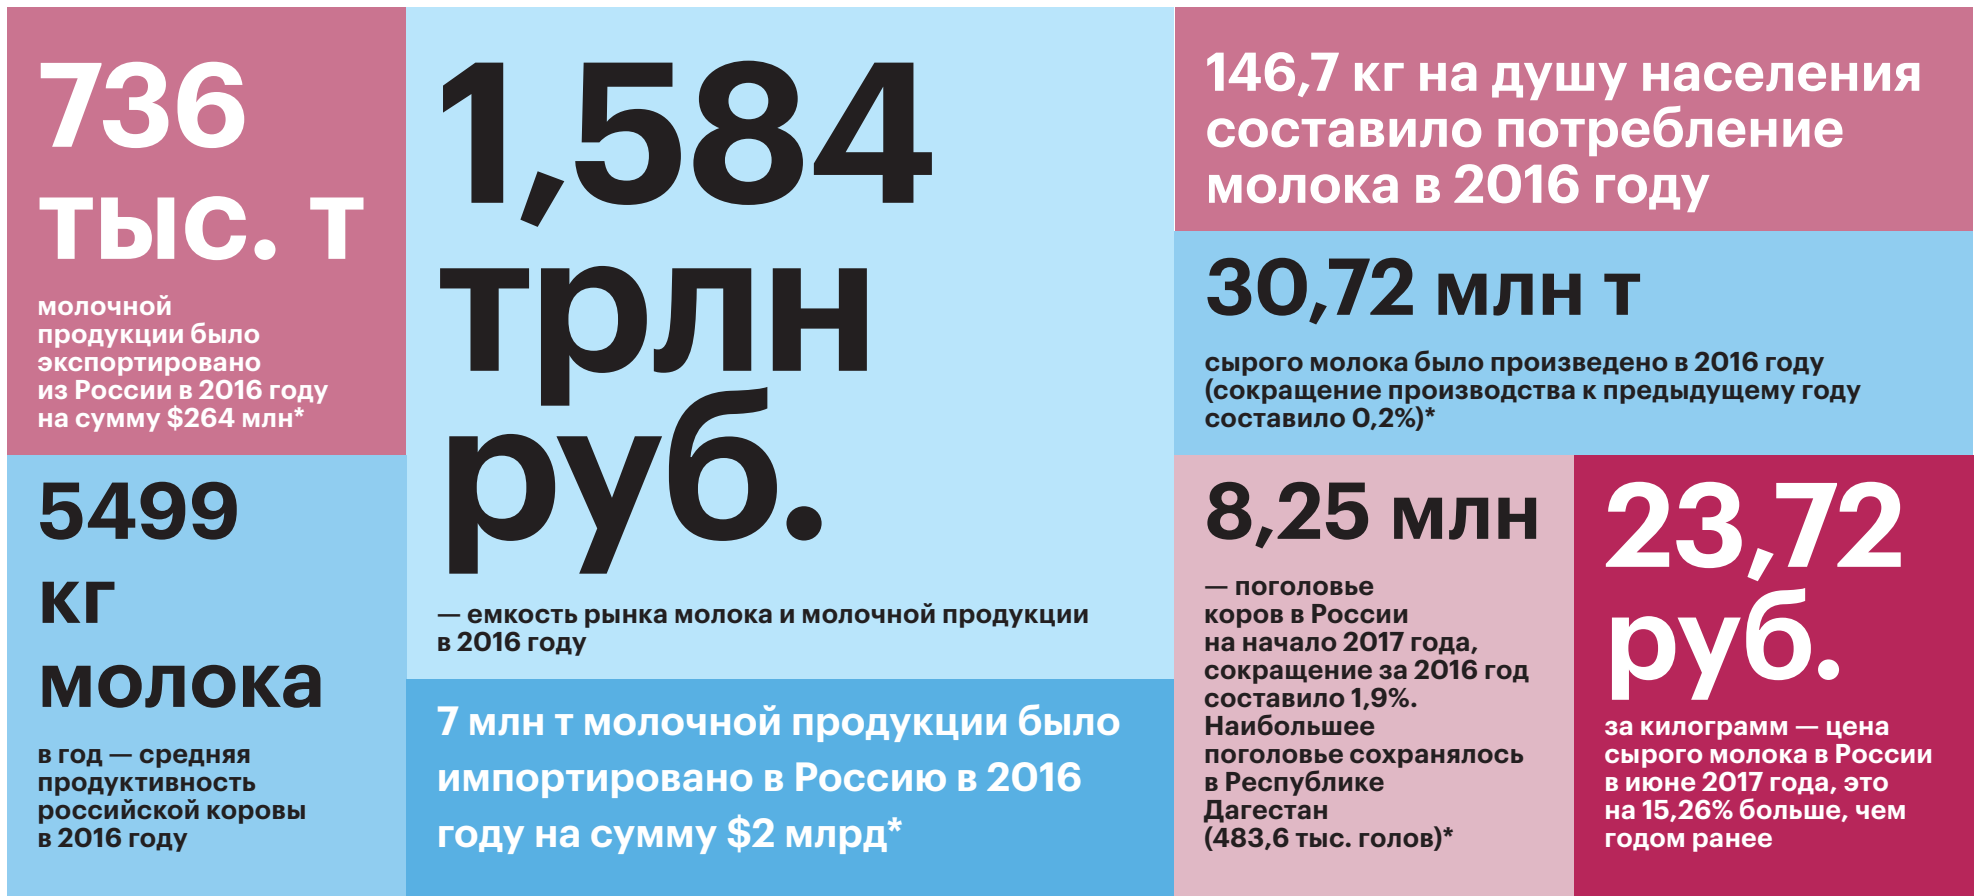 736
тыс. т
молочной
продукции было
экспортировано
из России в 2016 году
на сумму $264 млн*
5499
кг
молока
в год — средняя
продуктивность
российской коровы
в 2016 году
1,584
трлн
руб.
— емкость рынка молока и молочной продукции
в 2016 году
7 млн т молочной продукции было
импортировано в Россию в 2016
году на сумму $2 млрд*
146,7 кг на душу населения
составило потребление
молока в 2016 году
30,72 млн т
сырого молока было произведено в 2016 году
(сокращение производства к предыдущему году
составило 0,2%)*
8,25 млн
— поголовье
коров в России
на начало 2017 года,
сокращение за 2016 год
составило 1,9%.
Наибольшее
поголовье сохранялось
в Республике
Дагестан
(483,6 тыс. голов)*
23,72
руб.
за килограмм — цена
сырого молока в России
в июне 2017 года, это
на 15,26% больше, чем
годом ранее